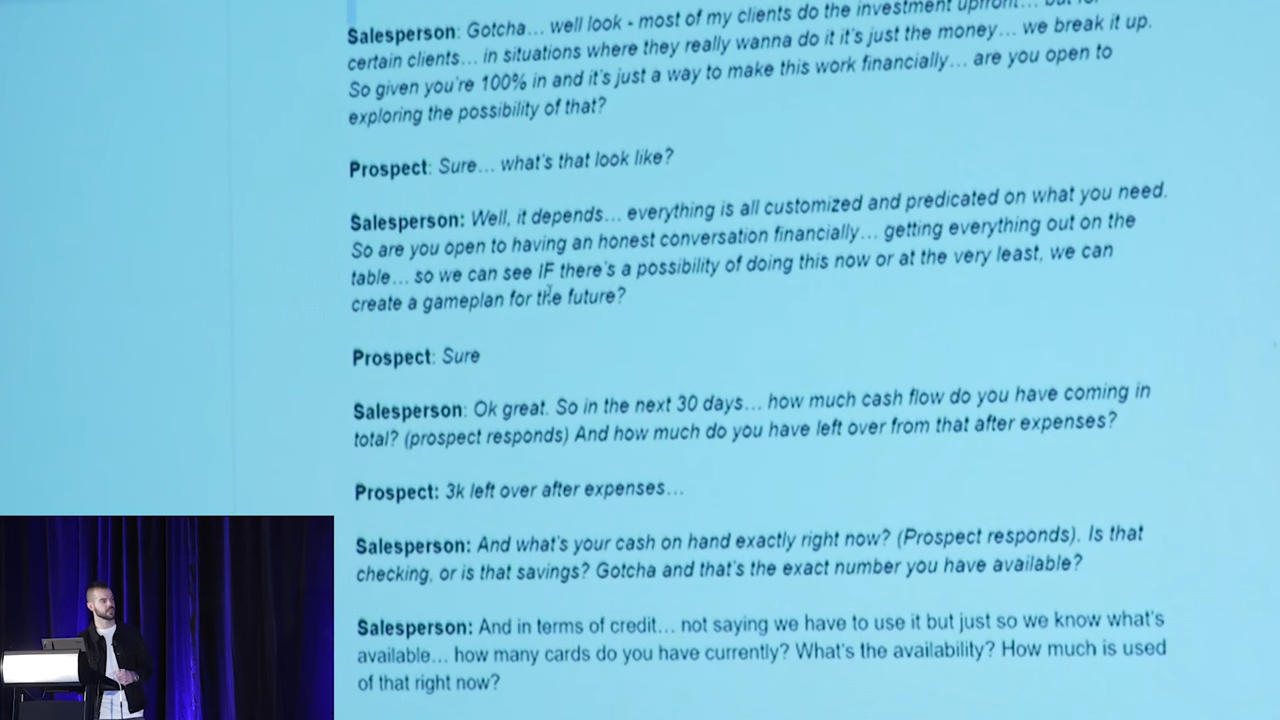 Salesperson: Gotcha... well look - most of my clients do the investment upfront...
certain clients... in situations where they really wanna do it it's just the money... we break it up.
So given you're 100% in and it's just a way to make this work financially... are you open to
exploring the possibility of that?
Prospect: Sure... what's that look like?
Salesperson: Well, it depends... everything is all customized and predicated on what you need.
So are you open to having an honest conversation financially... getting everything out on the
table... so we can see IF there's a possibility of doing this now or at the very least, we can
create a gameplan for the future?
Prospect: Sure
Salesperson: Ok great. So in the next 30 days... how much cash flow do you have coming in
total? (prospect responds) And how much do you have left over from that after expenses?
Prospect: 3k left over after expenses...
Salesperson: And what's your cash on hand exactly right now? (Prospect responds). Is that
checking, or is that savings? Gotcha and that's the exact number you have available?
Salesperson: And in terms of credit... not saying we have to use it but just so we know what's
available... how many cards do you have currently? What's the availability? How much is used
of that right now?